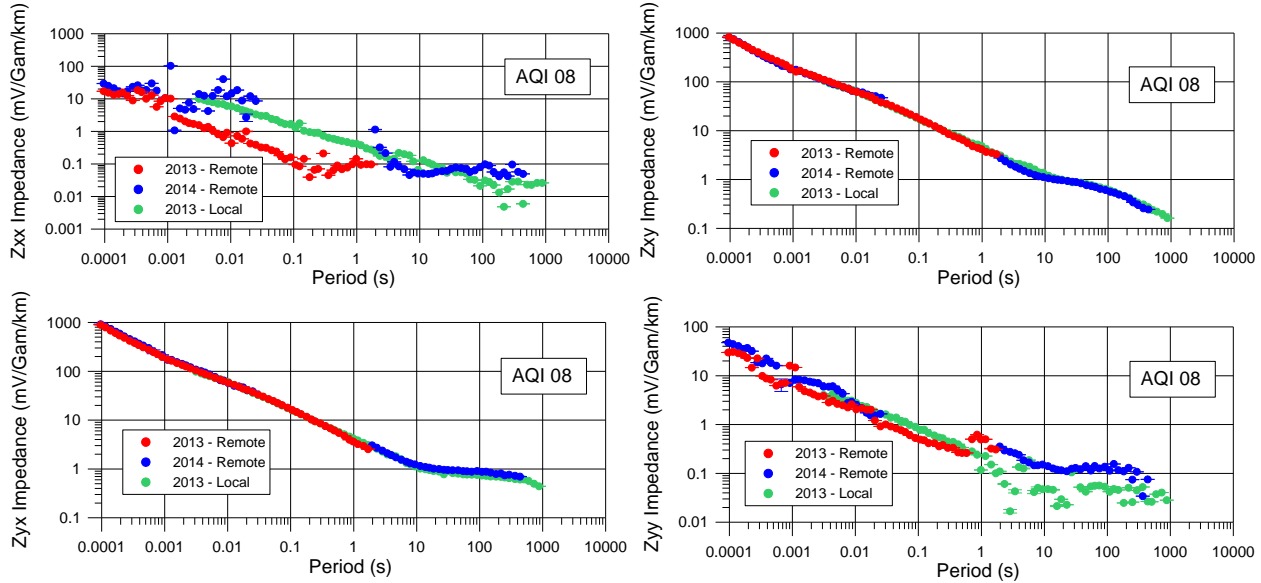 Zxx Impedance (mV/Gam/km)
1000
100
10
1
0.1
0.01
0.001
AQI 08
2013 - Remote
2014 - Remote
2013 - Local
0.0001 0.001 0.01 0.1 1 10 100 1000 10000
Period (s)
Zxy Impedance (mV/Gam/km)
1000
100
10
1
0.1
AQI 08
2013 - Remote
2014 - Remote
2013 - Local
0.0001 0.001 0.01 0.1 1 10 100 1000 10000
Period (s)
Zyx Impedance (mV/Gam/km)
1000
100
10
1
0.1
AQI 08
2013 - Remote
2014 - Remote
2013 - Local
0.0001 0.001 0.01 0.1 1 10 100 1000 10000
Period (s)
Zyy Impedance (mV/Gam/km)
100
10
1
0.1
0.01
AQI 08
2013 - Remote
2014 - Remote
2013 - Local
0.0001 0.001 0.01 0.1 1 10 100 1000 10000
Period (s)